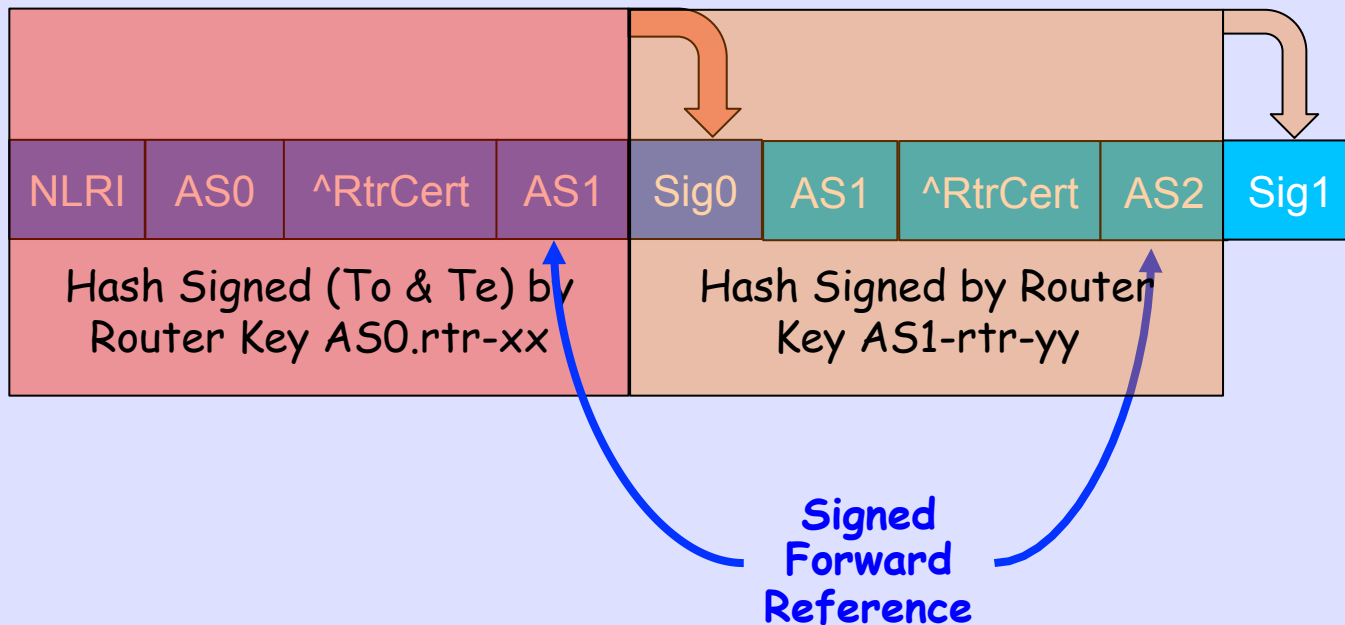 NLRI AS0 ^RtrCert AS1 Sig0 AS1 ^RtrCert AS2 Sig1
Hash Signed (To & Te) by
Router Key AS0.rtr-xx
Hash Signed by Router
Key AS1-rtr-yy
Signed
Forward
Reference